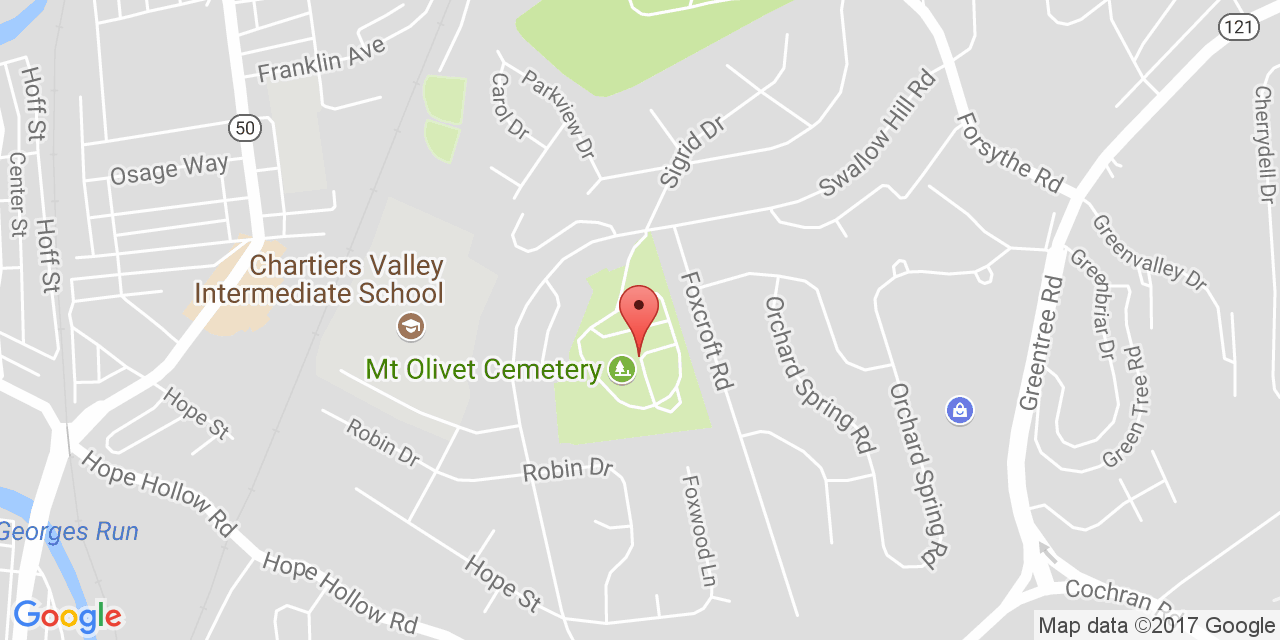 121
Franklin Ave
Hoff St
Carol Dr
Parkview Dr
Cherrydell Dr
50
Sigrid Dr
Swallow Hill Rd
Forsythe Rd
Osage Way
Center St
Hoff St
Greenvalley Dr
Chartiers Valley
Intermediate School
Greenbriar Dr
Foxcroft Rd
Orchard Spring Rd
Greentree Rd
Mt Olivet Cemetery
Green Tree Rd
Hope St
Robin Dr
Orchard Spring Rd
Robin Dr
Hope Hollow Rd
Foxwood Ln
Georges Run
Hope Hollow Rd
Hope St
Cochran Rd
Google
Map data ©2017 Google